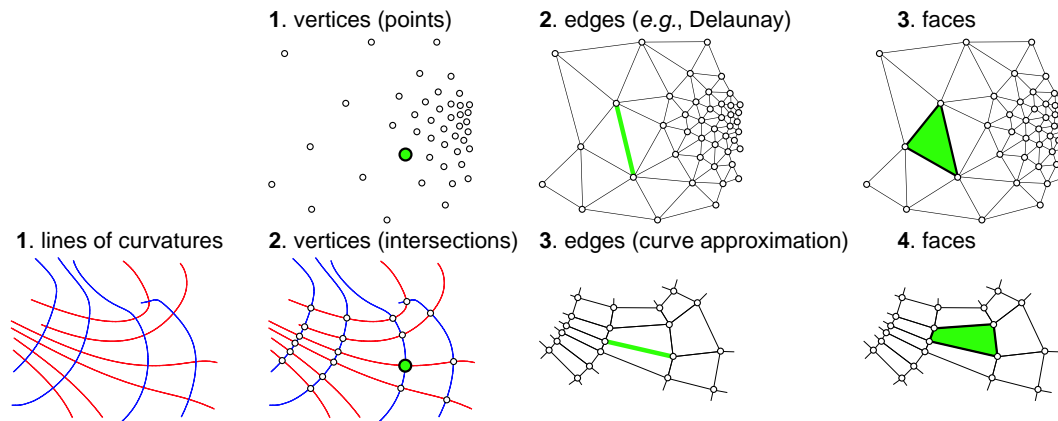 1. vertices (points)
2. edges (e.g., Delaunay)
3. faces
1. lines of curvatures
2. vertices (intersections)
3. edges (curve approximation)
4. faces